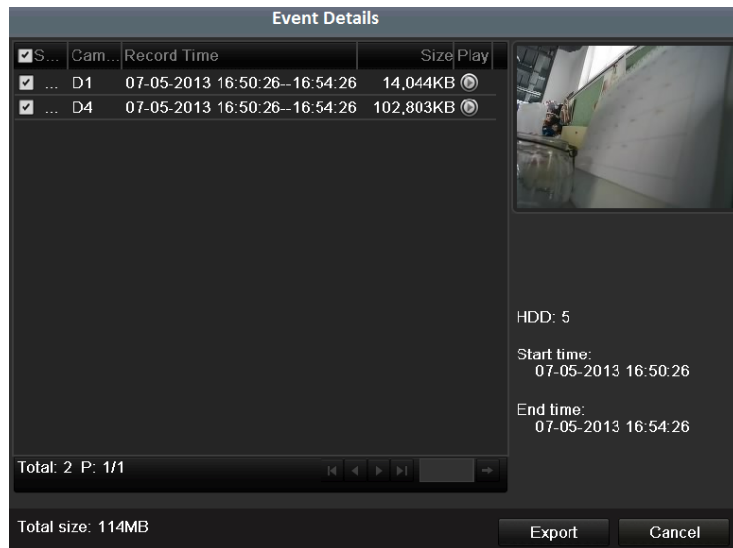 Event Details
S... Cam... Record Time Size Play
... D1 07-05-2013 16:50:26--16:54:26 14,044KB
... D4 07-05-2013 16:50:26--16:54:26 102,803KB
HDD: 5
Start time:
07-05-2013 16:50:26
End time:
07-05-2013 16:54:26
Total: 2 P: 1/1
Total size: 114MB
Export Cancel